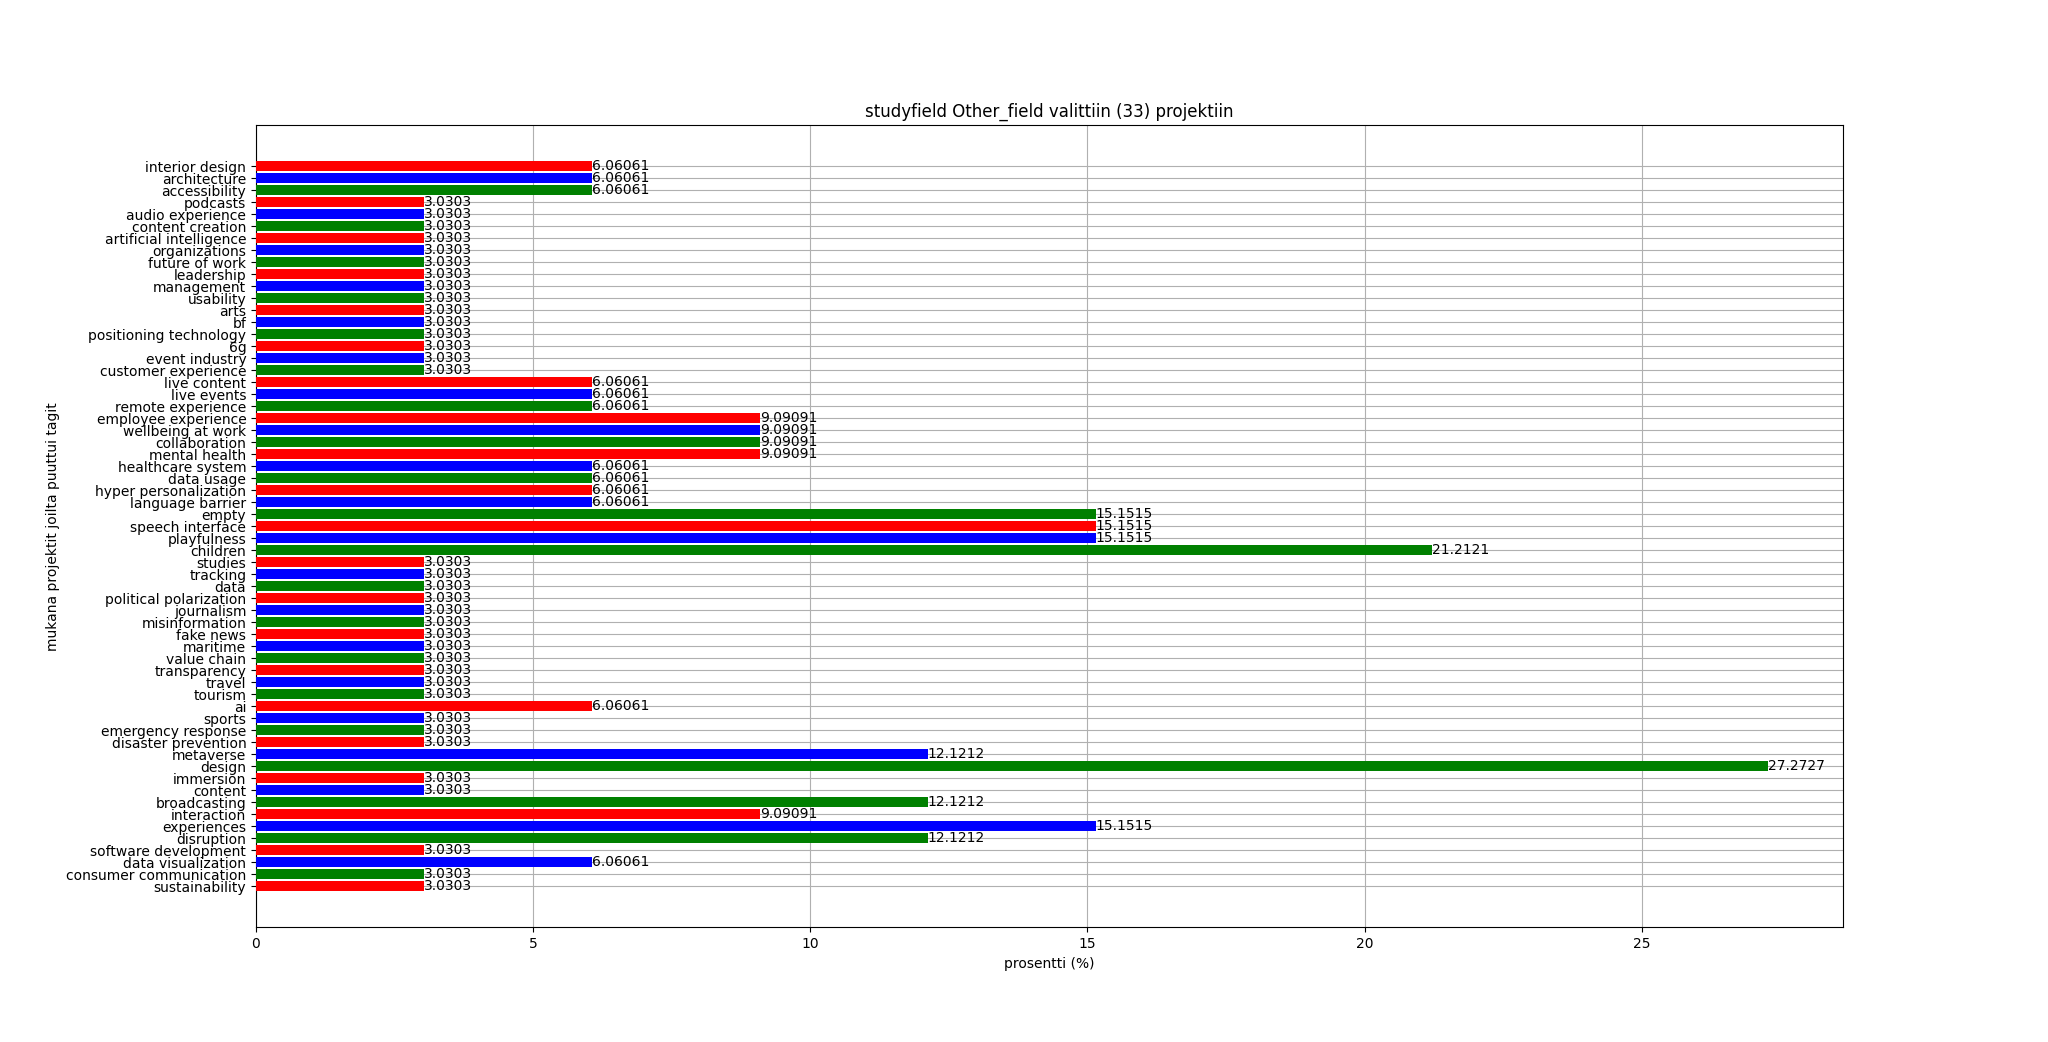 studyfield Other_field valittiin (33) projektiin
mukana projektit joilta puuttui tagit
interior design 6.06061
architecture 6.06061
accessibility 6.06061
podcasts 3.0303
audio experience 3.0303
content creation 3.0303
artificial intelligence 3.0303
organizations 3.0303
future of work 3.0303
leadership 3.0303
management 3.0303
usability 3.0303
arts 3.0303
bf 3.0303
positioning technology 3.0303
6g 3.0303
event industry 3.0303
customer experience 3.0303
live content 6.06061
live events 6.06061
remote experience 6.06061
employee experience 9.09091
wellbeing at work 9.09091
collaboration 9.09091
mental health 9.09091
healthcare system 6.06061
data usage 6.06061
hyper personalization 6.06061
language barrier 6.06061
empty 15.1515
speech interface 15.1515
playfulness 15.1515
children 21.2121
studies 3.0303
tracking 3.0303
data 3.0303
political polarization 3.0303
journalism 3.0303
misinformation 3.0303
fake news 3.0303
maritime 3.0303
value chain 3.0303
transparency 3.0303
travel 3.0303
tourism 3.0303
ai 6.06061
sports 3.0303
emergency response 3.0303
disaster prevention 3.0303
metaverse 12.1212
design 27.2727
immersion 3.0303
content 3.0303
broadcasting 12.1212
interaction 9.09091
experiences 15.1515
disruption 12.1212
software development 3.0303
data visualization 6.06061
consumer communication 3.0303
sustainability 3.0303
0 5 10 15 20 25
prosentti (%)